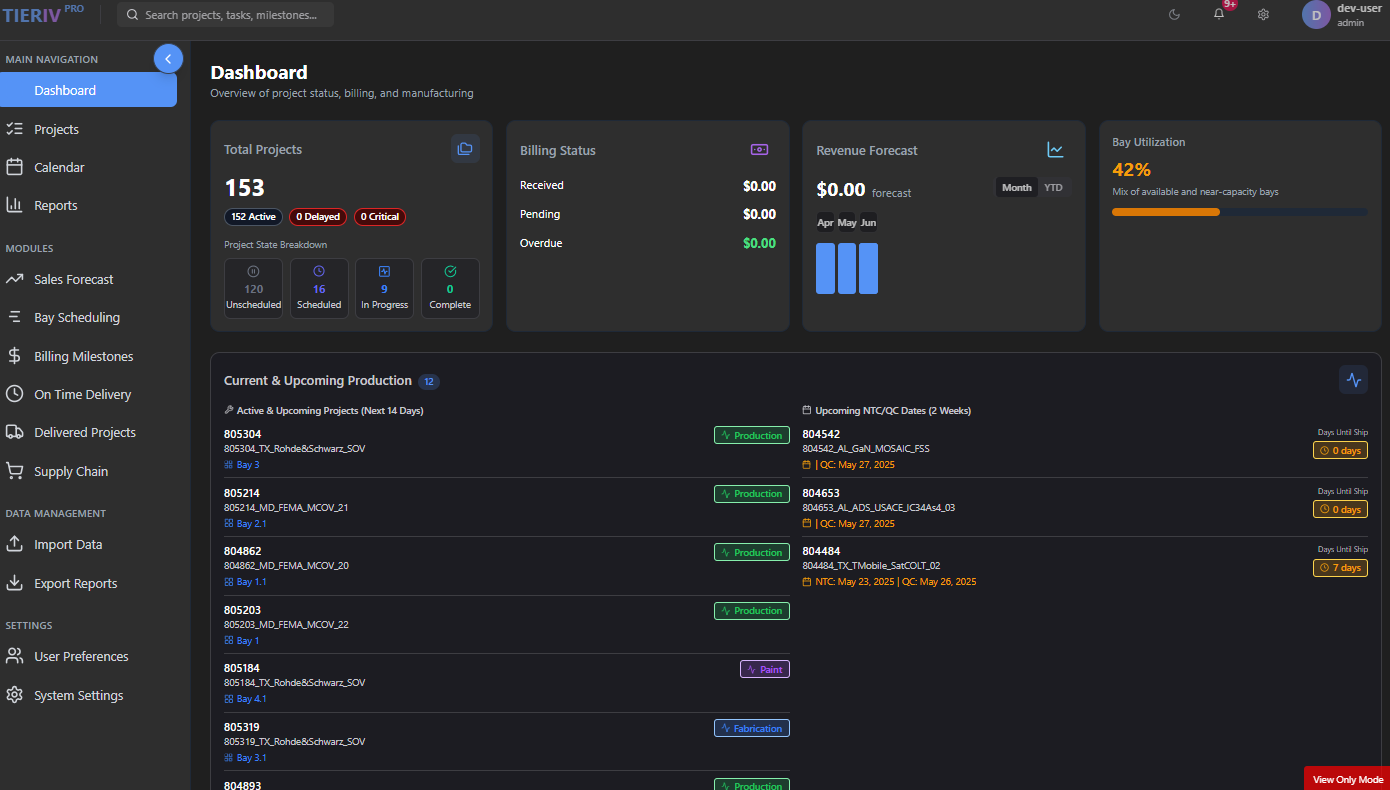 TIERIV PRO
Search projects, tasks, milestones...
9+
D
dev-user
admin
MAIN NAVIGATION
Dashboard
Projects
Calendar
Reports
MODULES
Sales Forecast
Bay Scheduling
Billing Milestones
On Time Delivery
Delivered Projects
Supply Chain
DATA MANAGEMENT
Import Data
Export Reports
SETTINGS
User Preferences
System Settings
Dashboard
Overview of project status, billing, and manufacturing
Total Projects
153
152 Active 0 Delayed 0 Critical
Project State Breakdown
120 Unscheduled
16 Scheduled
9 In Progress
0 Complete
Billing Status
Received $0.00
Pending $0.00
Overdue $0.00
Revenue Forecast
$0.00 forecast
Month YTD
Apr May Jun
Bay Utilization
42%
Mix of available and near-capacity bays
Current & Upcoming Production 12
Active & Upcoming Projects (Next 14 Days)
805304 Production
805304_TX_Rohde&Schwarz_SOV
Bay 3
805214 Production
805214_MD_FEMA_MCOV_21
Bay 2.1
804862 Production
804862_MD_FEMA_MCOV_20
Bay 1.1
805203 Production
805203_MD_FEMA_MCOV_22
Bay 1
805184 Paint
805184_TX_Rohde&Schwarz_SOV
Bay 4.1
805319 Fabrication
805319_TX_Rohde&Schwarz_SOV
Bay 3.1
804893 Production
Upcoming NTC/QC Dates (2 Weeks)
804542 Days Until Ship
804542_AL_GaN_MOSAIC_FSS 0 days
| QC: May 27, 2025
804653 Days Until Ship
804653_AL_ADS_USACE_IC34As4_03 0 days
| QC: May 27, 2025
804484 Days Until Ship
804484_TX_TMobile_SatCOLT_02 7 days
NTC: May 23, 2025 | QC: May 26, 2025
View Only Mode